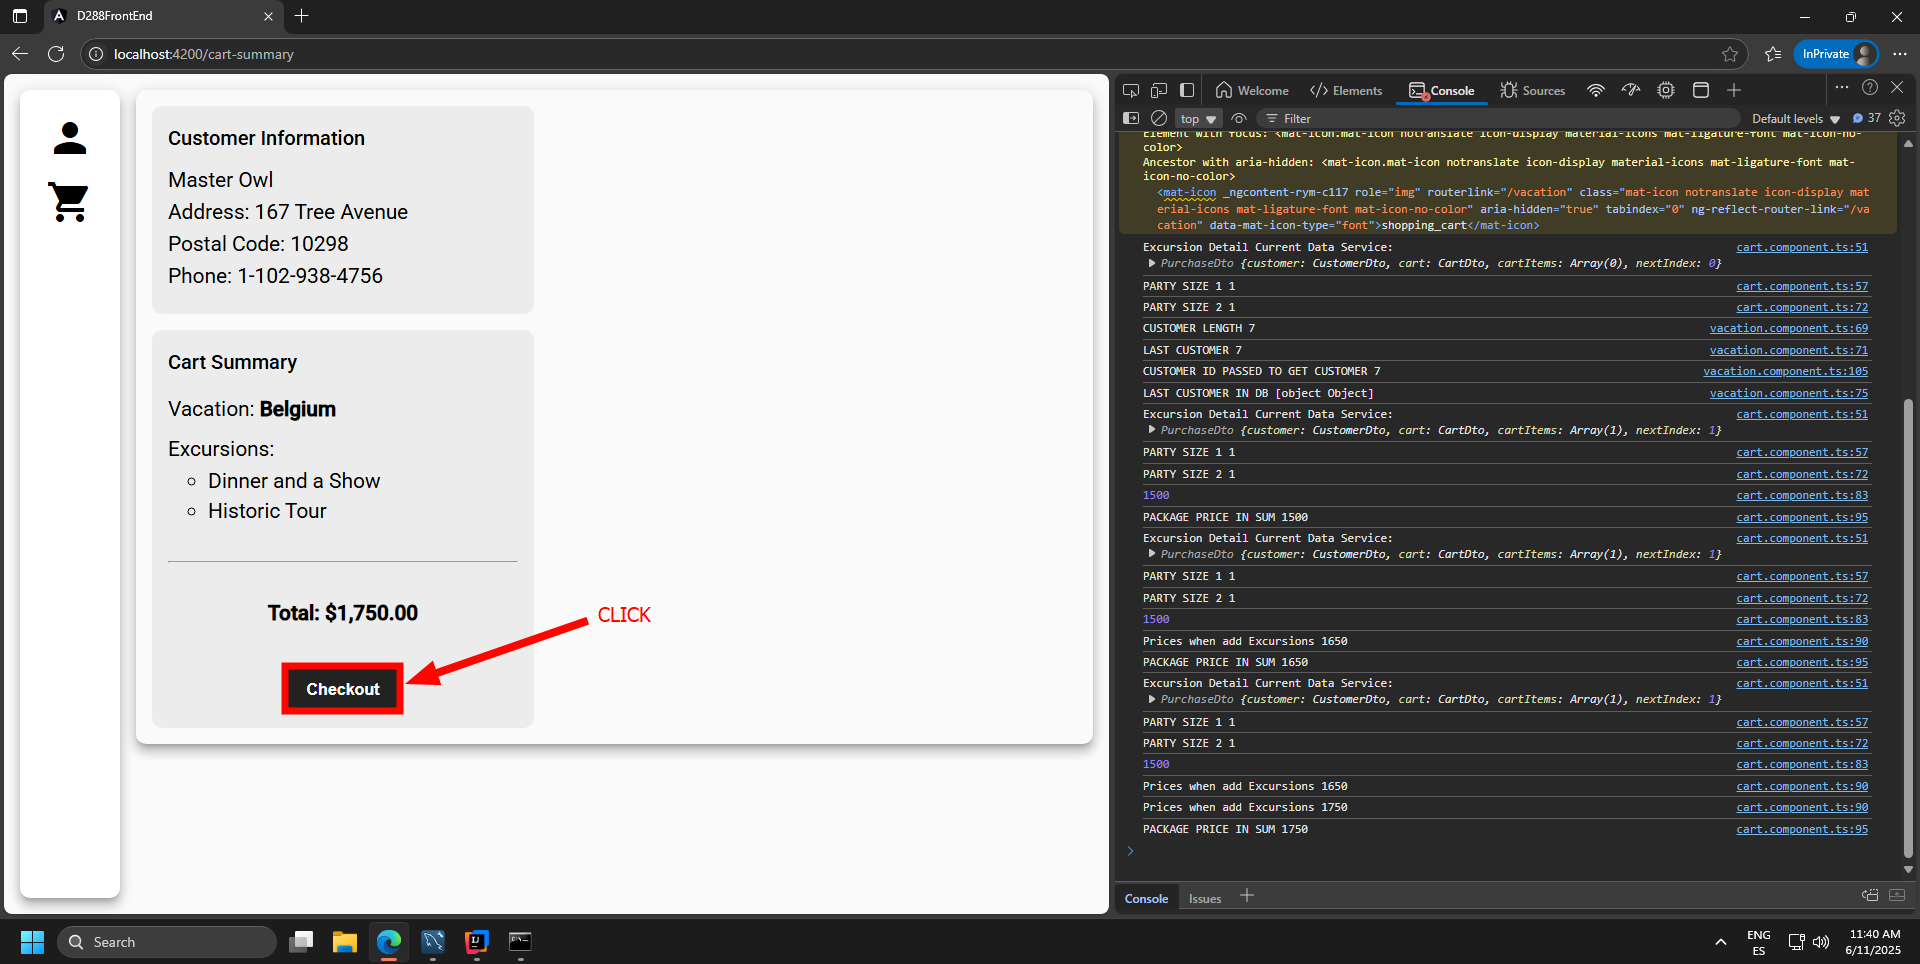 D288FrontEnd
localhost:4200/cart-summary
InPrivate
Customer Information
Master Owl
Address: 167 Tree Avenue
Postal Code: 10298
Phone: 1-102-938-4756
Cart Summary
Vacation: Belgium
Excursions:
Dinner and a Show
Historic Tour
Total: $1,750.00
CLICK
Checkout
Welcome
Elements
Console
Sources
top
Filter
Default levels
37
Element with focus: <mat-icon.mat-icon notranslate icon-display material-icons mat-ligature-font mat-icon-no-
color>
Ancestor with aria-hidden: <mat-icon.mat-icon notranslate icon-display material-icons mat-ligature-font mat-
icon-no-color>
<mat-icon _ngcontent-rym-c117 role="img" routerlink="/vacation" class="mat-icon notranslate icon-display mat
erial-icons mat-ligature-font mat-icon-no-color" aria-hidden="true" tabindex="0" ng-reflect-router-link="/va
cation" data-mat-icon-type="font">shopping_cart</mat-icon>
Excursion Detail Current Data Service: cart.component.ts:51
PurchaseDto {customer: CustomerDto, cart: CartDto, cartItems: Array(0), nextIndex: 0}
PARTY SIZE 1 1 cart.component.ts:57
PARTY SIZE 2 1 cart.component.ts:72
CUSTOMER LENGTH 7 vacation.component.ts:69
LAST CUSTOMER 7 vacation.component.ts:71
CUSTOMER ID PASSED TO GET CUSTOMER 7 vacation.component.ts:105
LAST CUSTOMER IN DB [object Object] vacation.component.ts:75
Excursion Detail Current Data Service: cart.component.ts:51
PurchaseDto {customer: CustomerDto, cart: CartDto, cartItems: Array(1), nextIndex: 1}
PARTY SIZE 1 1 cart.component.ts:57
PARTY SIZE 2 1 cart.component.ts:72
1500 cart.component.ts:83
PACKAGE PRICE IN SUM 1500 cart.component.ts:95
Excursion Detail Current Data Service: cart.component.ts:51
PurchaseDto {customer: CustomerDto, cart: CartDto, cartItems: Array(1), nextIndex: 1}
PARTY SIZE 1 1 cart.component.ts:57
PARTY SIZE 2 1 cart.component.ts:72
1500 cart.component.ts:83
Prices when add Excursions 1650 cart.component.ts:90
PACKAGE PRICE IN SUM 1650 cart.component.ts:95
Excursion Detail Current Data Service: cart.component.ts:51
PurchaseDto {customer: CustomerDto, cart: CartDto, cartItems: Array(1), nextIndex: 1}
PARTY SIZE 1 1 cart.component.ts:57
PARTY SIZE 2 1 cart.component.ts:72
1500 cart.component.ts:83
Prices when add Excursions 1650 cart.component.ts:90
Prices when add Excursions 1750 cart.component.ts:90
PACKAGE PRICE IN SUM 1750 cart.component.ts:95
Console
Issues
Search
ENG
ES
11:40 AM
6/11/2025